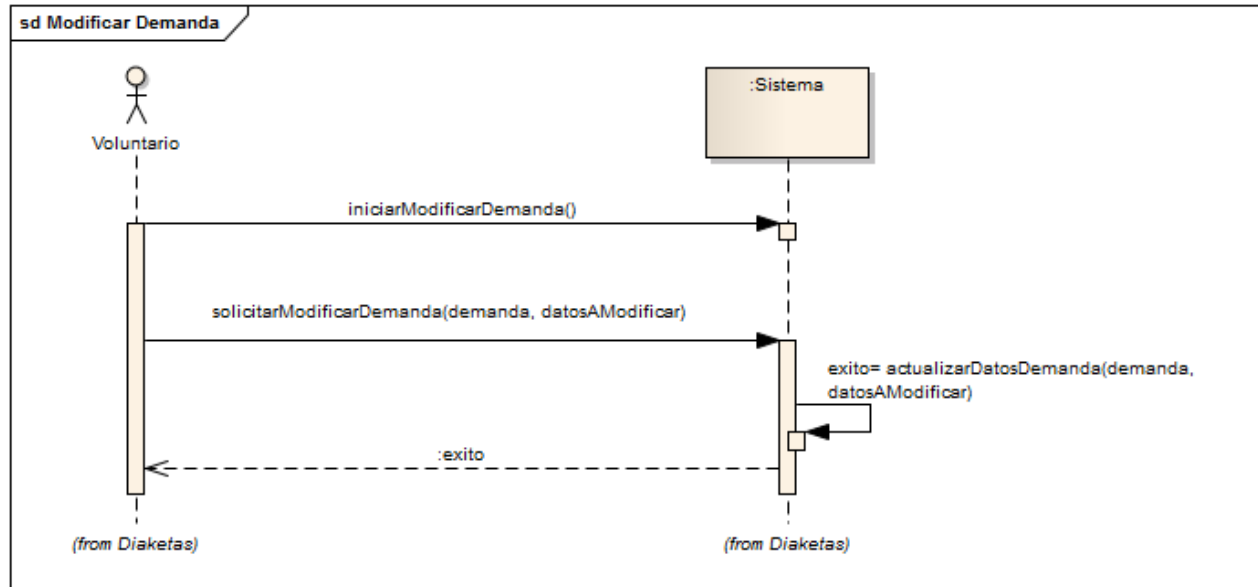 sd Modificar Demanda
:Sistema
Voluntario
iniciarModificarDemanda()
solicitarModificarDemanda(demanda, datosAModificar)
exito= actualizarDatosDemanda(demanda,
datosAModificar)
:exito
(from Diaketas)
(from Diaketas)